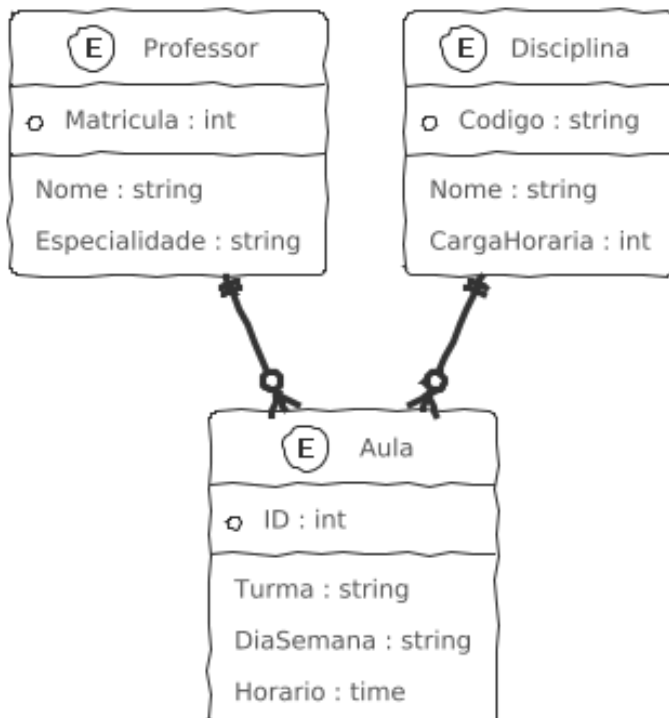 E Professor
Matricula : int
Nome : string
Especialidade : string
E Disciplina
Codigo : string
Nome : string
CargaHoraria : int
E Aula
ID : int
Turma : string
DiaSemana : string
Horario : time